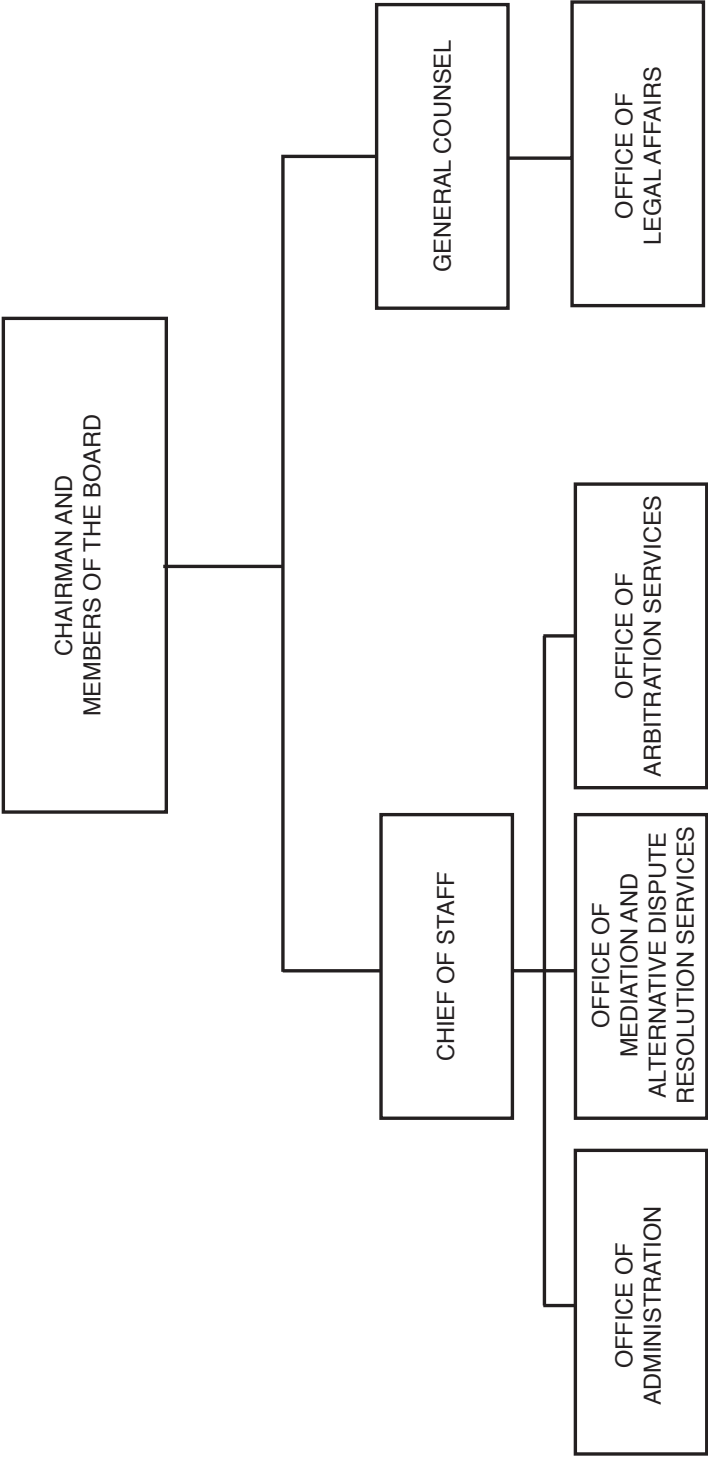 CHAIRMAN AND
MEMBERS OF THE BOARD
CHIEF OF STAFF
GENERAL COUNSEL
OFFICE OF
ADMINISTRATION
OFFICE OF
MEDIATION AND
ALTERNATIVE DISPUTE
RESOLUTION SERVICES
OFFICE OF
ARBITRATION SERVICES
OFFICE OF
LEGAL AFFAIRS